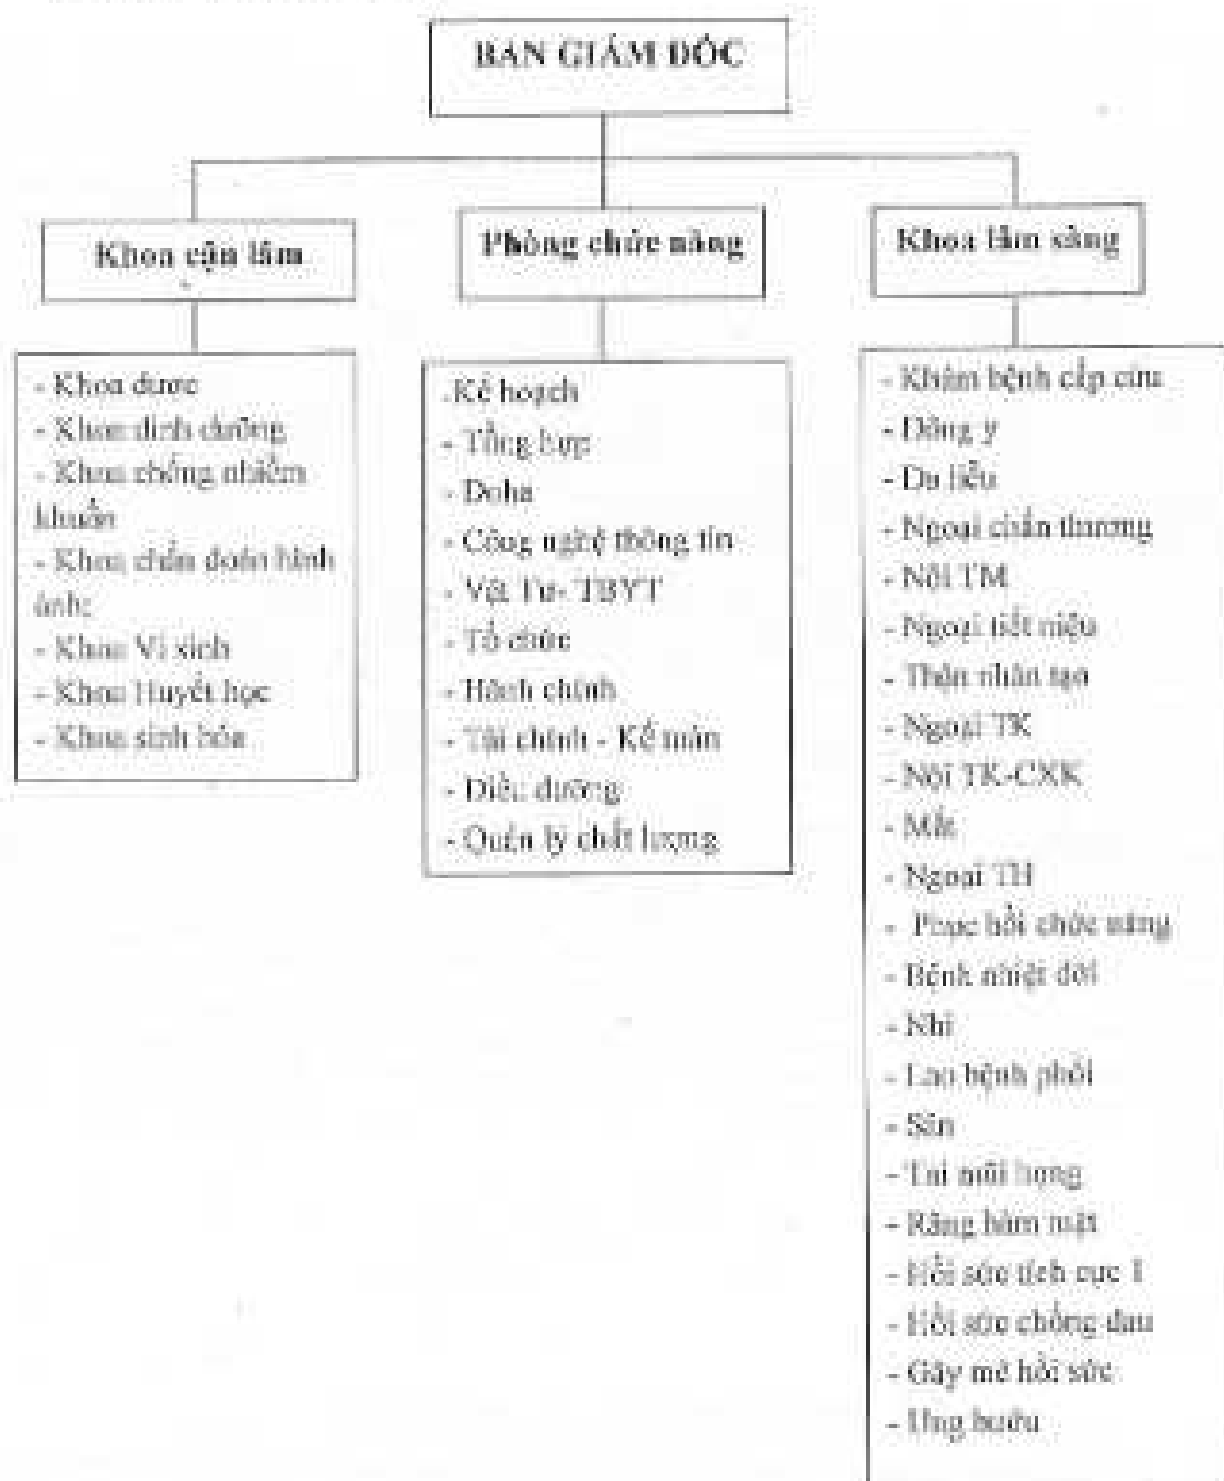 BAN GIÁM ĐỐC
Khoa cận lâm
Phòng chức năng
Khoa lâm sàng
- Khoa dược
- Khoa dinh dưỡng
- Khoa chống nhiễm
khuẩn
- Khoa chẩn đoán hình
ảnh;
- Khoa Vi sinh
- Khoa Huyết học
- Khoa sinh hóa
-Kế hoạch
- Tổng hợp
- Doha
- Công nghệ thông tin
- Vật Tư- TBYT
- Tổ chức
- Hành chính
- Tài chính - Kế toán
- Điều dưỡng
- Quản lý chất lượng
- Khám bệnh cấp cứu
- Đông y
- Da liễu
- Ngoại chấn thương
- Nội TM
- Ngoại tiết niệu
- Thận nhân tạo
- Ngoại TK
- Nội TK-CXK
- Mắt
- Ngoại TH
- Phục hồi chức năng
- Bệnh nhiệt đới
- Nhi
- Lao bệnh phổi
- Sản
- Tai mũi họng
- Răng hàm mặt
- Hồi sức tích cực 1
- Hồi sức chống đau
- Gây mê hồi sức
- Ung bướu